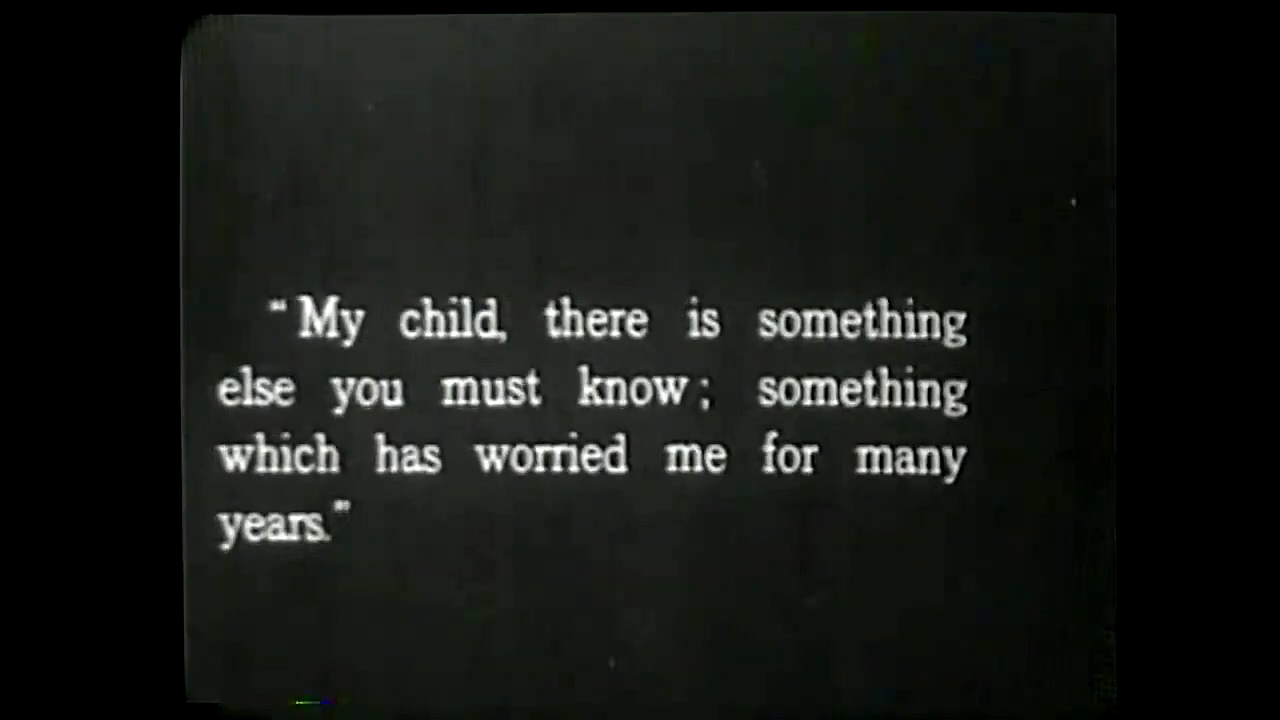 “My child, there is something
else you must know; something
which has worried me for many
years.”